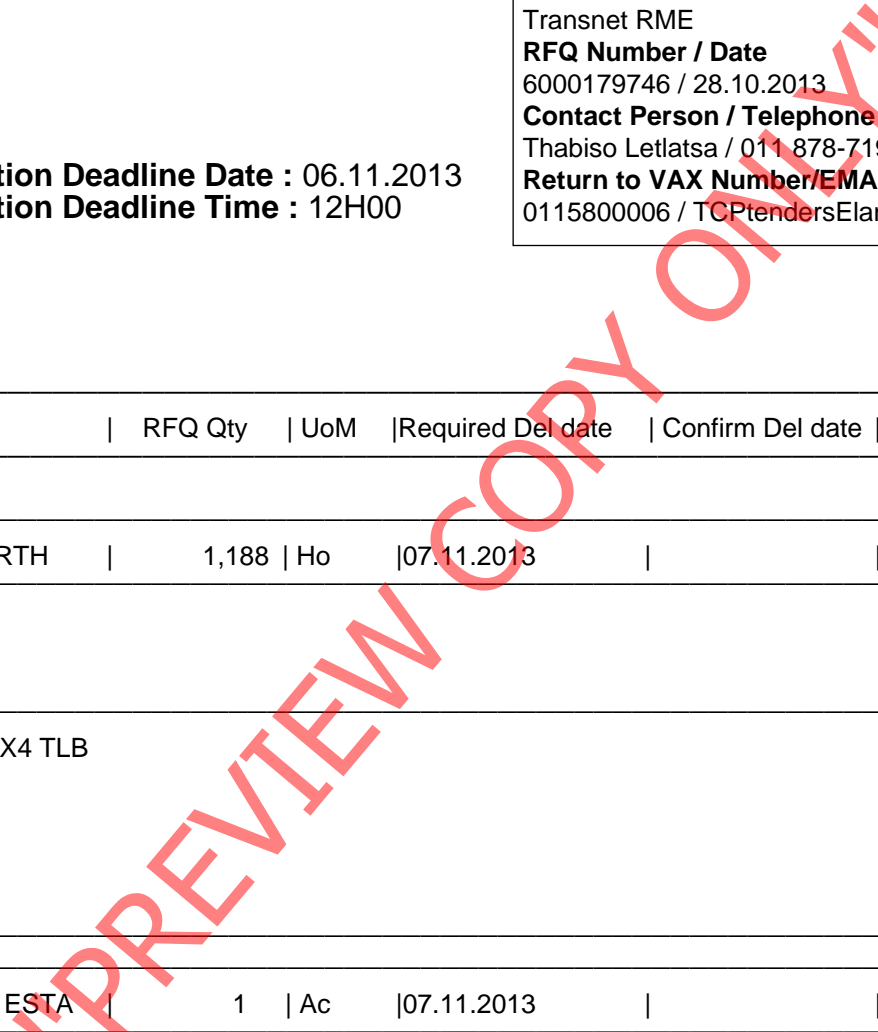 Transnet RME
RFQ Number / Date
6000179746 / 28.10.2013
Contact Person / Telephone
Thabiso Letlatsa / 011 878-719
Return to VAX Number/EMA
0115800006 / TCPtendersElan
tion Deadline Date : 06.11.2013
tion Deadline Time : 12H00
| RFQ Qty | UoM |Required Del date | Confirm Del date |
RTH | 1,188 | Ho |07.11.2013 | |
X4 TLB
ESTA | 1 | Ac |07.11.2013 | |
"PREVIEW COPY ONLY"